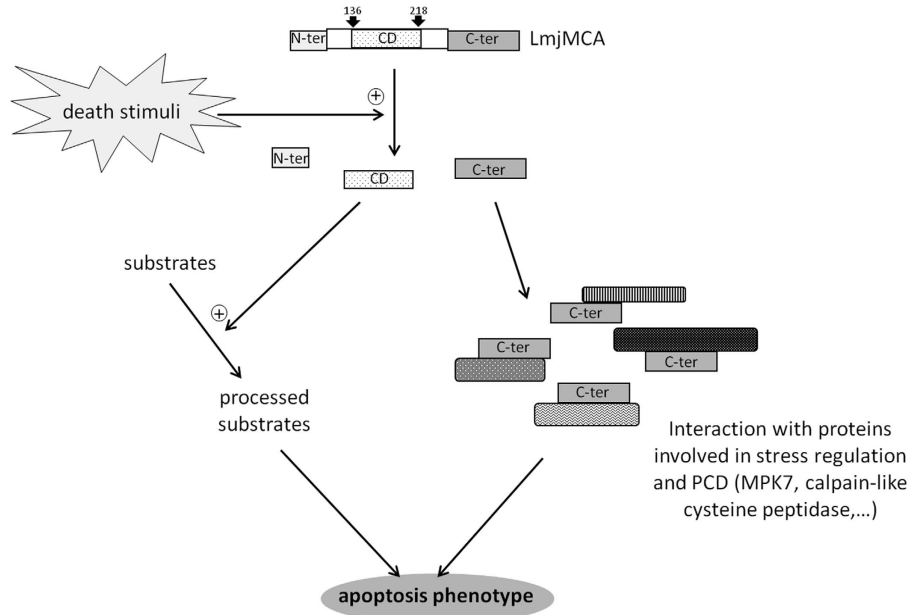 136
218
N-ter
CD
C-ter
LmjMCA
+
death stimuli
N-ter
CD
C-ter
substrates
+
C-ter
C-ter
C-ter
C-ter
processed
substrates
Interaction with proteins
involved in stress regulation
and PCD (MPK7, calpain-like
cysteine peptidase,...)
apoptosis phenotype